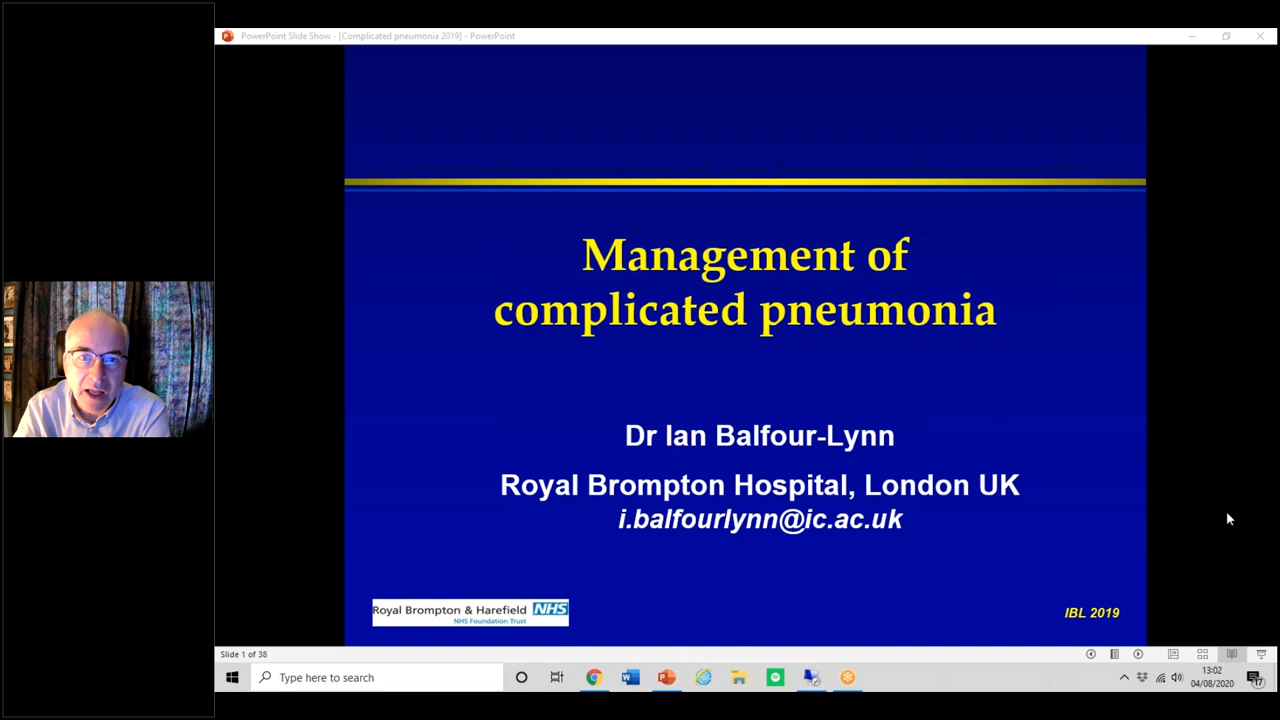 PowerPoint Slide Show - [Complicated pneumonia 2019] - PowerPoint
Management of
complicated pneumonia
Dr Ian Balfour-Lynn
Royal Brompton Hospital, London UK
i.balfourlynn@ic.ac.uk
Royal Brompton & Harefield NHS
NHS Foundation Trust
IBL 2019
Slide 1 of 38
Type here to search
13:02
04/08/2020
17